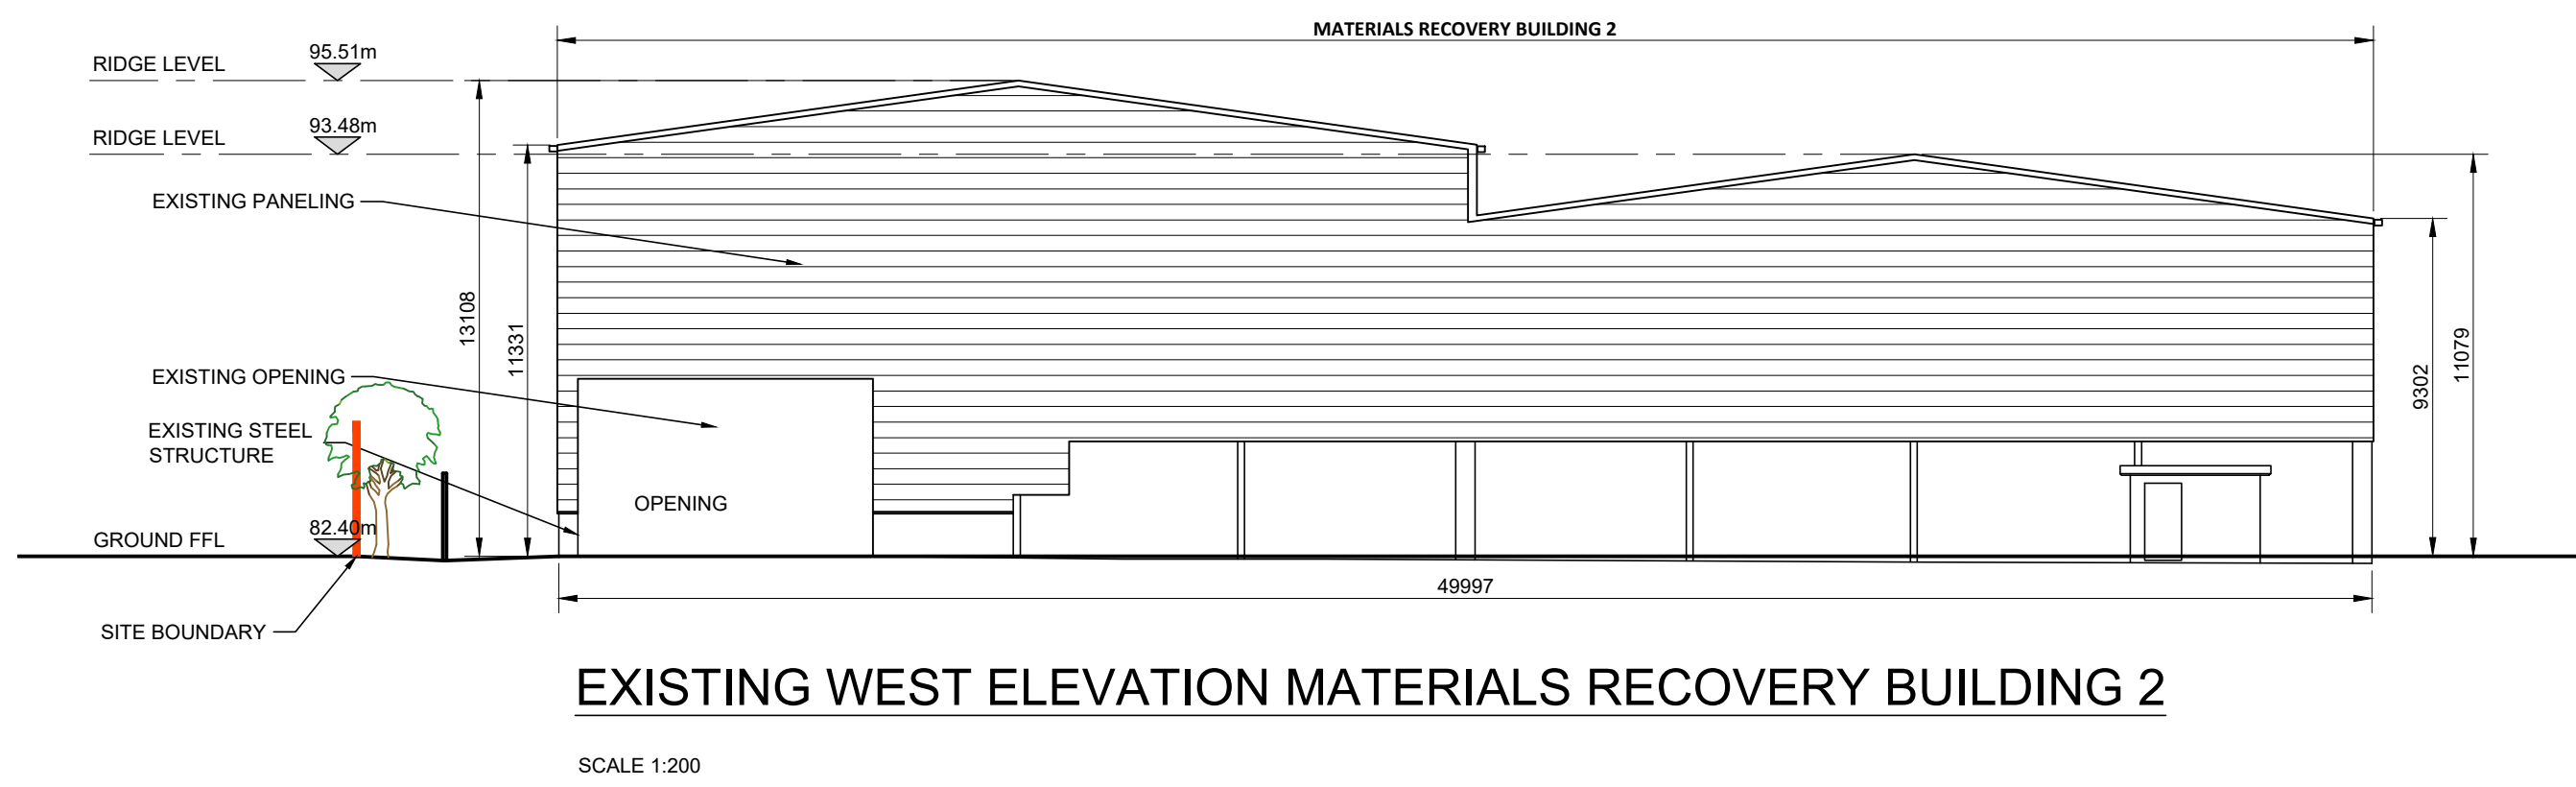 MATERIALS RECOVERY BUILDING 2
RIDGE LEVEL 95.51m
RIDGE LEVEL 93.48m
EXISTING PANELING
13108
11331
EXISTING OPENING
EXISTING STEEL
STRUCTURE
OPENING
9302
11079
GROUND FFL 82.40m
49997
SITE BOUNDARY
EXISTING WEST ELEVATION MATERIALS RECOVERY BUILDING 2
SCALE 1:200